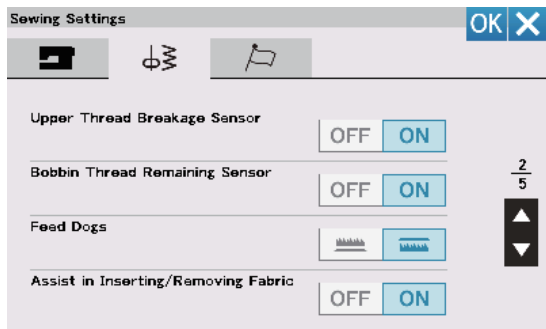 Sewing Settings
OK
Upper Thread Breakage Sensor
OFF ON
Bobbin Thread Remaining Sensor
OFF ON
2
5
Feed Dogs
Assist in Inserting/Removing Fabric
OFF ON